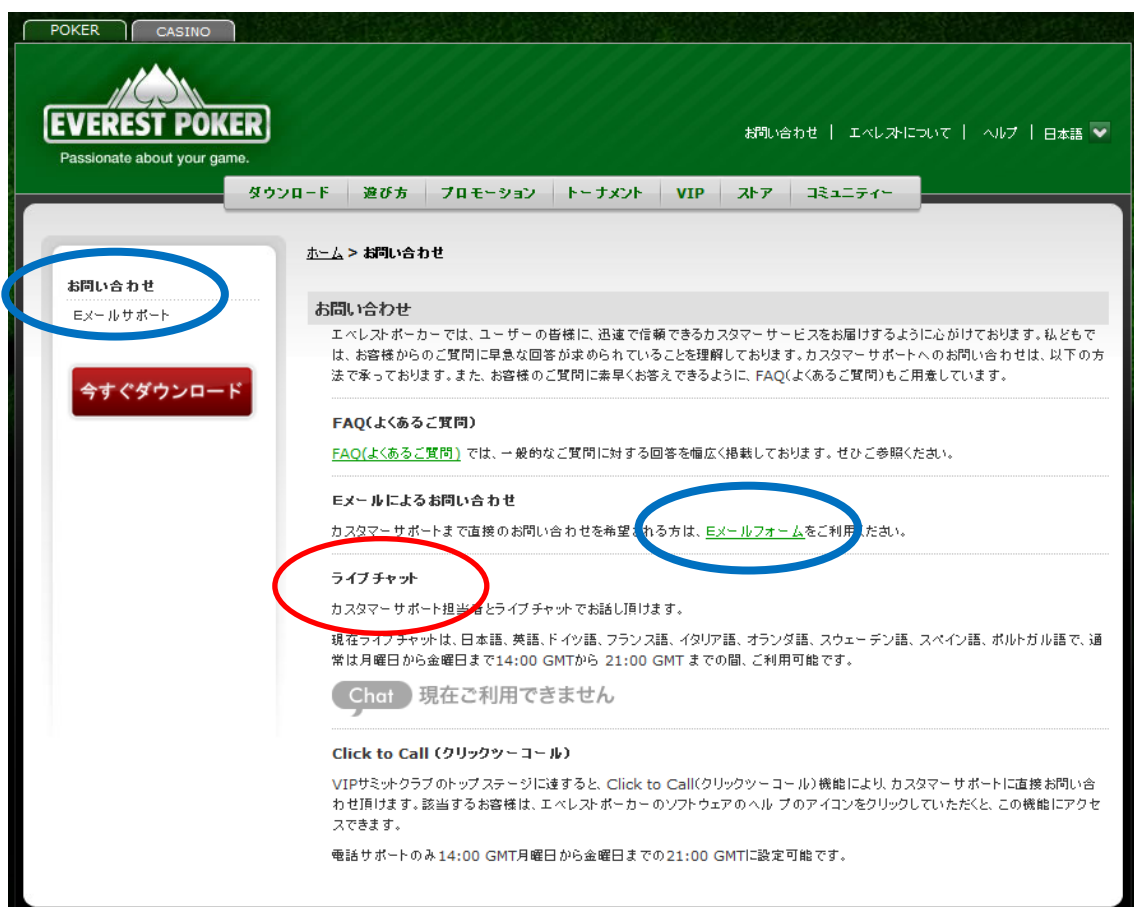 POKER
CASINO
EVEREST POKER
Passionate about your game.
お問い合わせ | エベレストについて | ヘルプ | 日本語
ダウンロード 遊び方 プロモーション トーナメント VIP ストア コミュニティー
お問い合わせ
Eメールサポート
今すぐダウンロード
ホーム > お問い合わせ
お問い合わせ
エベレストポーカーでは、ユーザーの皆様に、迅速で信頼できるカスタマーサービスをお届けするように心がけております。私どもで
は、お客様からのご質問に早急な回答が求められていることを理解しております。カスタマーサポートへのお問い合わせは、以下の方
法で承っております。また、お客様のご質問に素早くお答えできるように、FAQ(よくあるご質問)もご用意しています。
FAQ(よくあるご質問)
FAQ(よくあるご質問) では、一般的なご質問に対する回答を幅広く掲載しております。ぜひご参照ください。
Eメールによるお問い合わせ
カスタマーサポートまで直接のお問い合わせを希望される方は、Eメールフォームをご利用ください。
ライブチャット
カスタマーサポート担当者とライブチャットでお話し頂けます。
現在ライブチャットは、日本語、英語、ドイツ語、フランス語、イタリア語、オランダ語、スウェーデン語、スペイン語、ポルトガル語で、通
常は月曜日から金曜日まで14:00 GMTから 21:00 GMT までの間、ご利用可能です。
Chat 現在ご利用できません
Click to Call (クリックツーコール)
VIPサミットクラブのトップステージに達すると、Click to Call(クリックツーコール)機能により、カスタマーサポートに直接お問い合
わせ頂けます。該当するお客様は、エベレストポーカーのソフトウェアのヘル プのアイコンをクリックしていただくと、この機能にアクセ
スできます。
電話サポートのみ14:00 GMT月曜日から金曜日までの21:00 GMTに設定可能です。